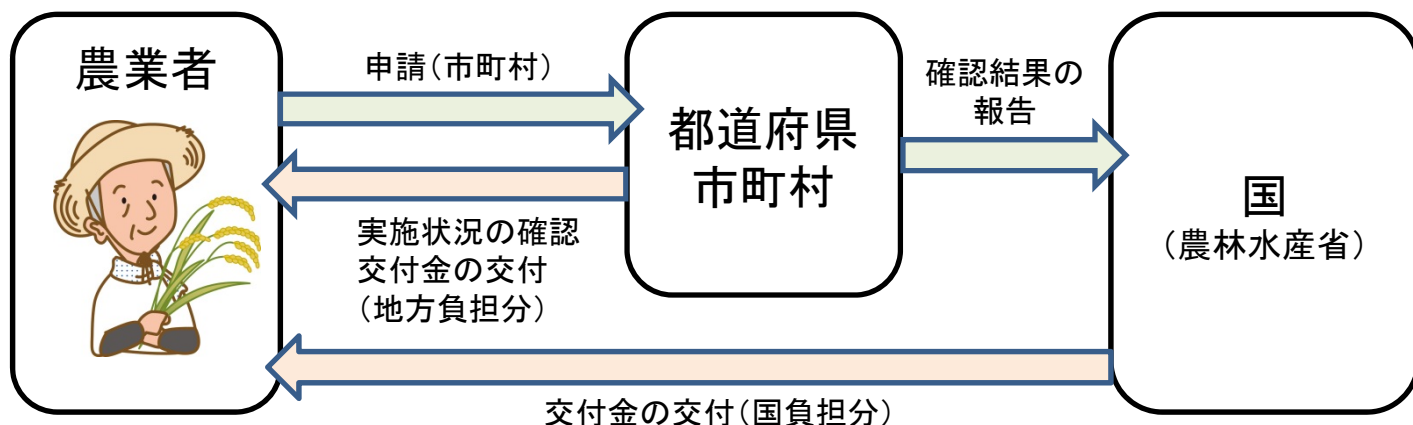 農業者
申請(市町村)
都道府県
市町村
確認結果の
報告
国
(農林水産省)
実施状況の確認
交付金の交付
(地方負担分)
交付金の交付(国負担分)